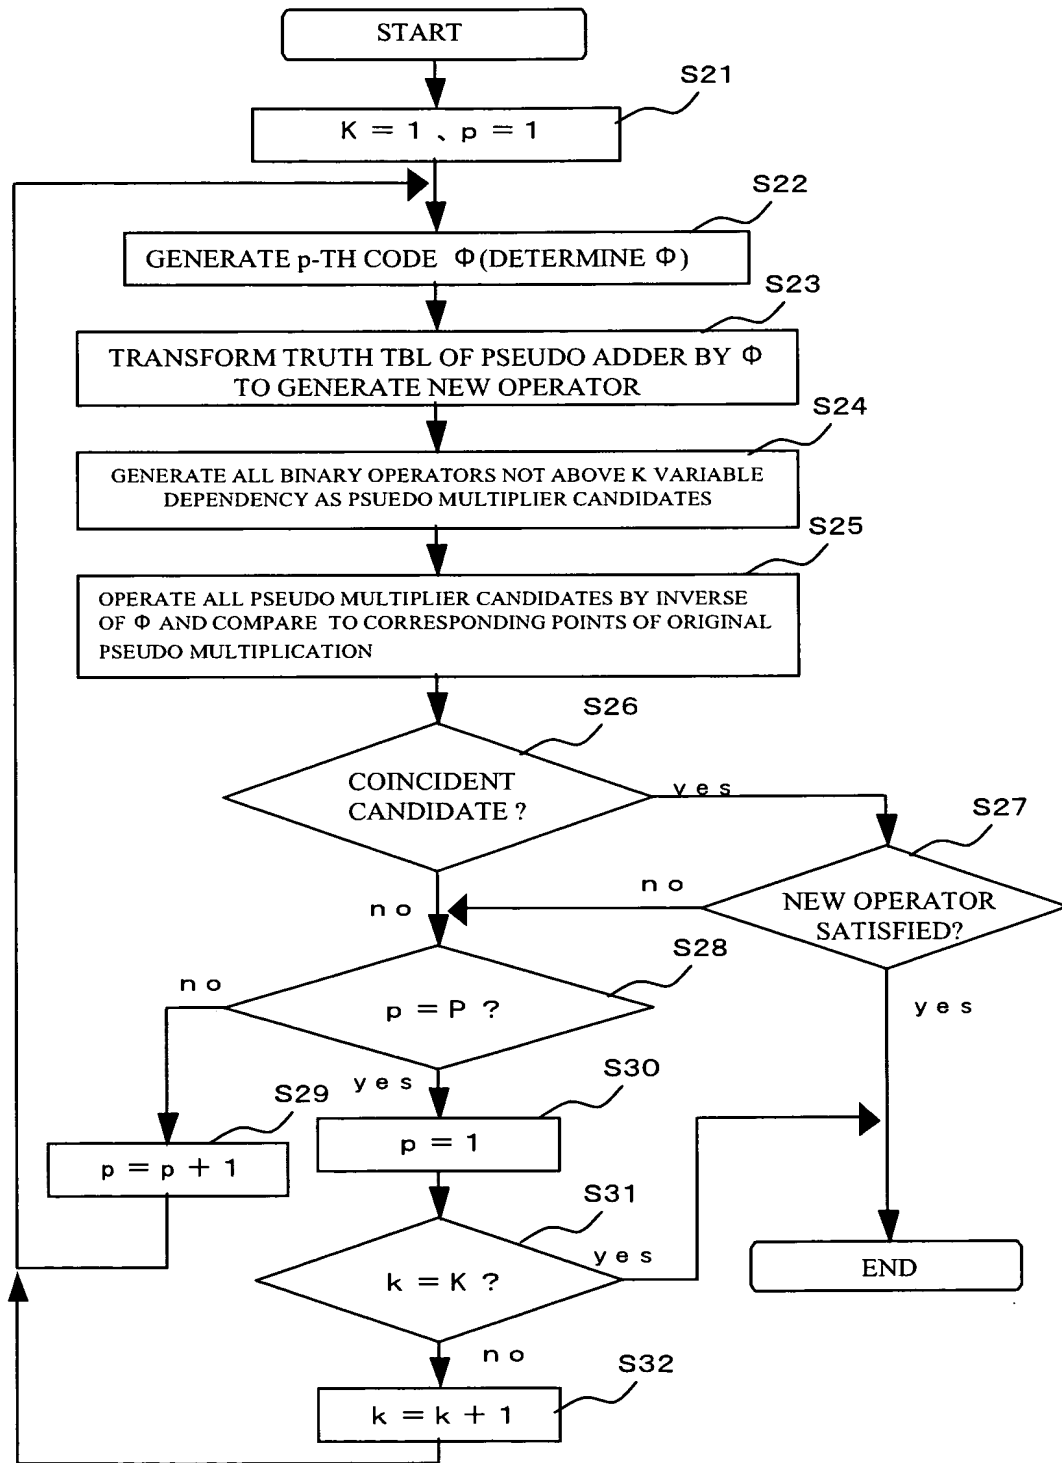 START
S21
K = 1 、 p = 1
S22
GENERATE p-TH CODE Φ(DETERMINE Φ)
S23
TRANSFORM TRUTH TBL OF PSEUDO ADDER BY Φ
TO GENERATE NEW OPERATOR
S24
GENERATE ALL BINARY OPERATORS NOT ABOVE K VARIABLE
DEPENDENCY AS PSUEDO MULTIPLIER CANDIDATES
S25
OPERATE ALL PSEUDO MULTIPLIER CANDIDATES BY INVERSE
OF Φ AND COMPARE TO CORRESPONDING POINTS OF ORIGINAL
PSEUDO MULTIPLICATION
S26
COINCIDENT
CANDIDATE ?
yes
S27
NEW OPERATOR
SATISFIED?
no
no
yes
S28
p = P ?
no
yes
S29
p = p + 1
S30
p = 1
S31
k = K ?
yes
END
no
S32
k = k + 1